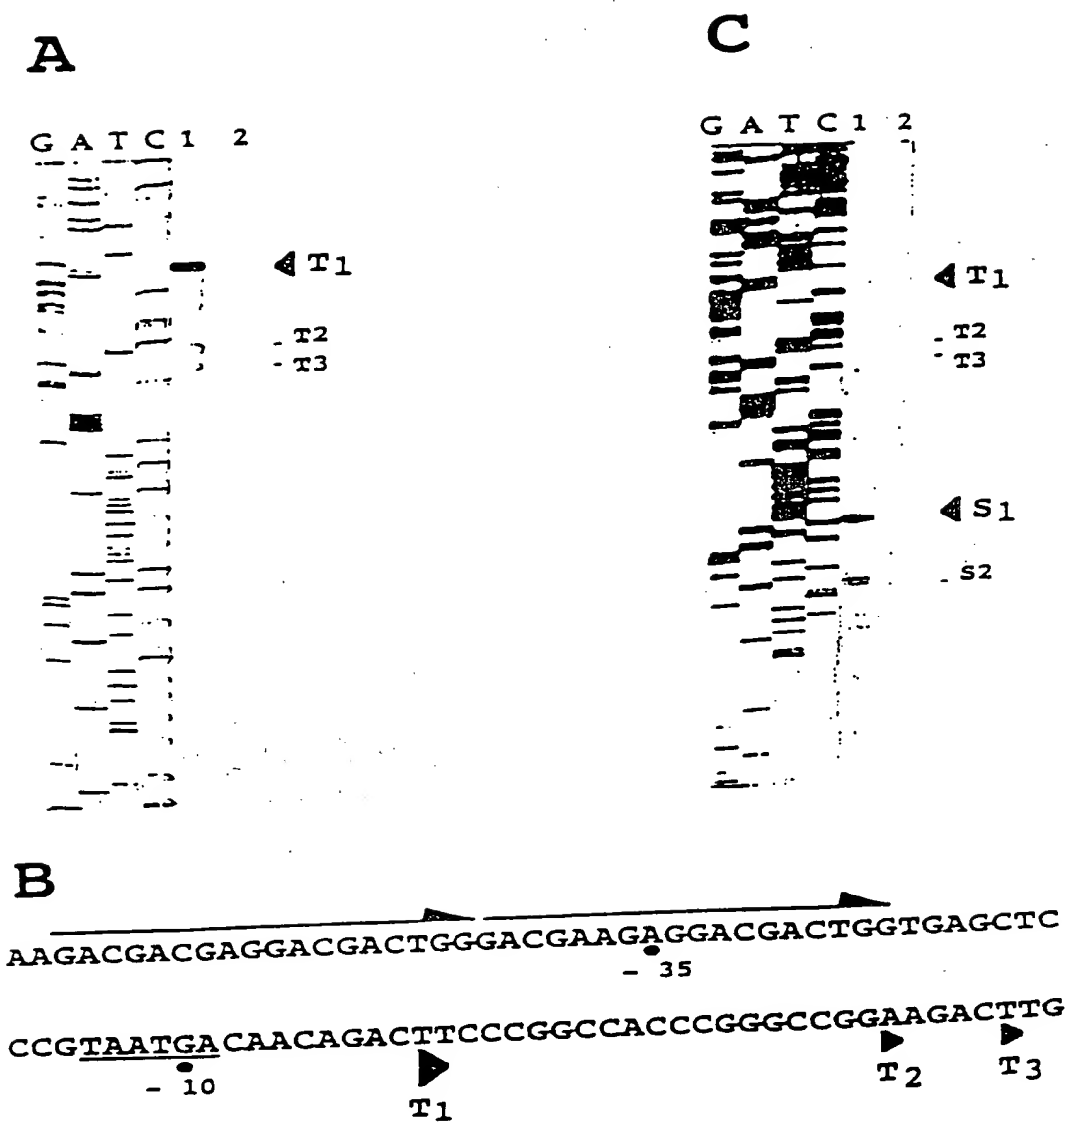 A
G A T C 1 2
T1
T2
T3
C
G A T C 1 2
T1
T2
T3
S1
S2
B
AAGACGACGAGGACGACTGGGACGAAGAGGACGACTGGTGAGCTC
- 35
CCGTAATGACAACAGACTTCCCGGCCACCCGGGCCGGAAGACTTG
- 10
T1
T2
T3